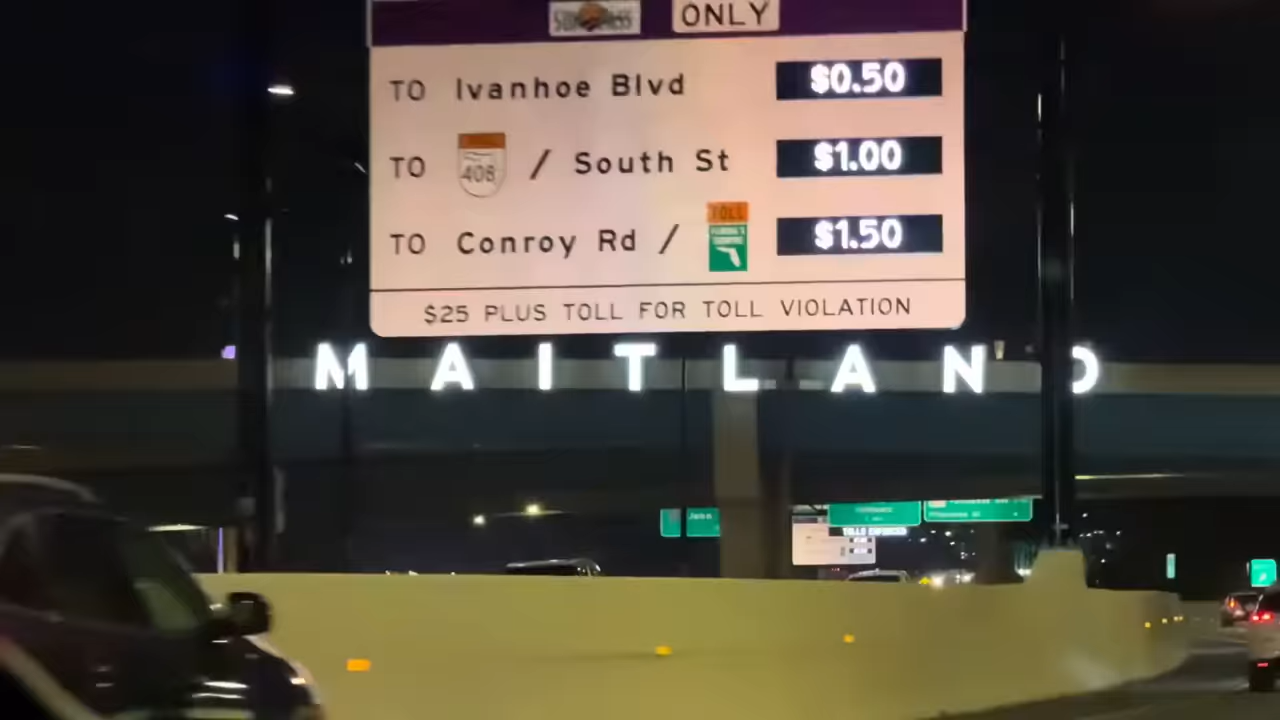 SUNPASS ONLY
TO Ivanhoe Blvd $0.50
TO 408 / South St $1.00
TOLL
TO Conroy Rd / $1.50
$25 PLUS TOLL FOR TOLL VIOLATION
MAITLAND